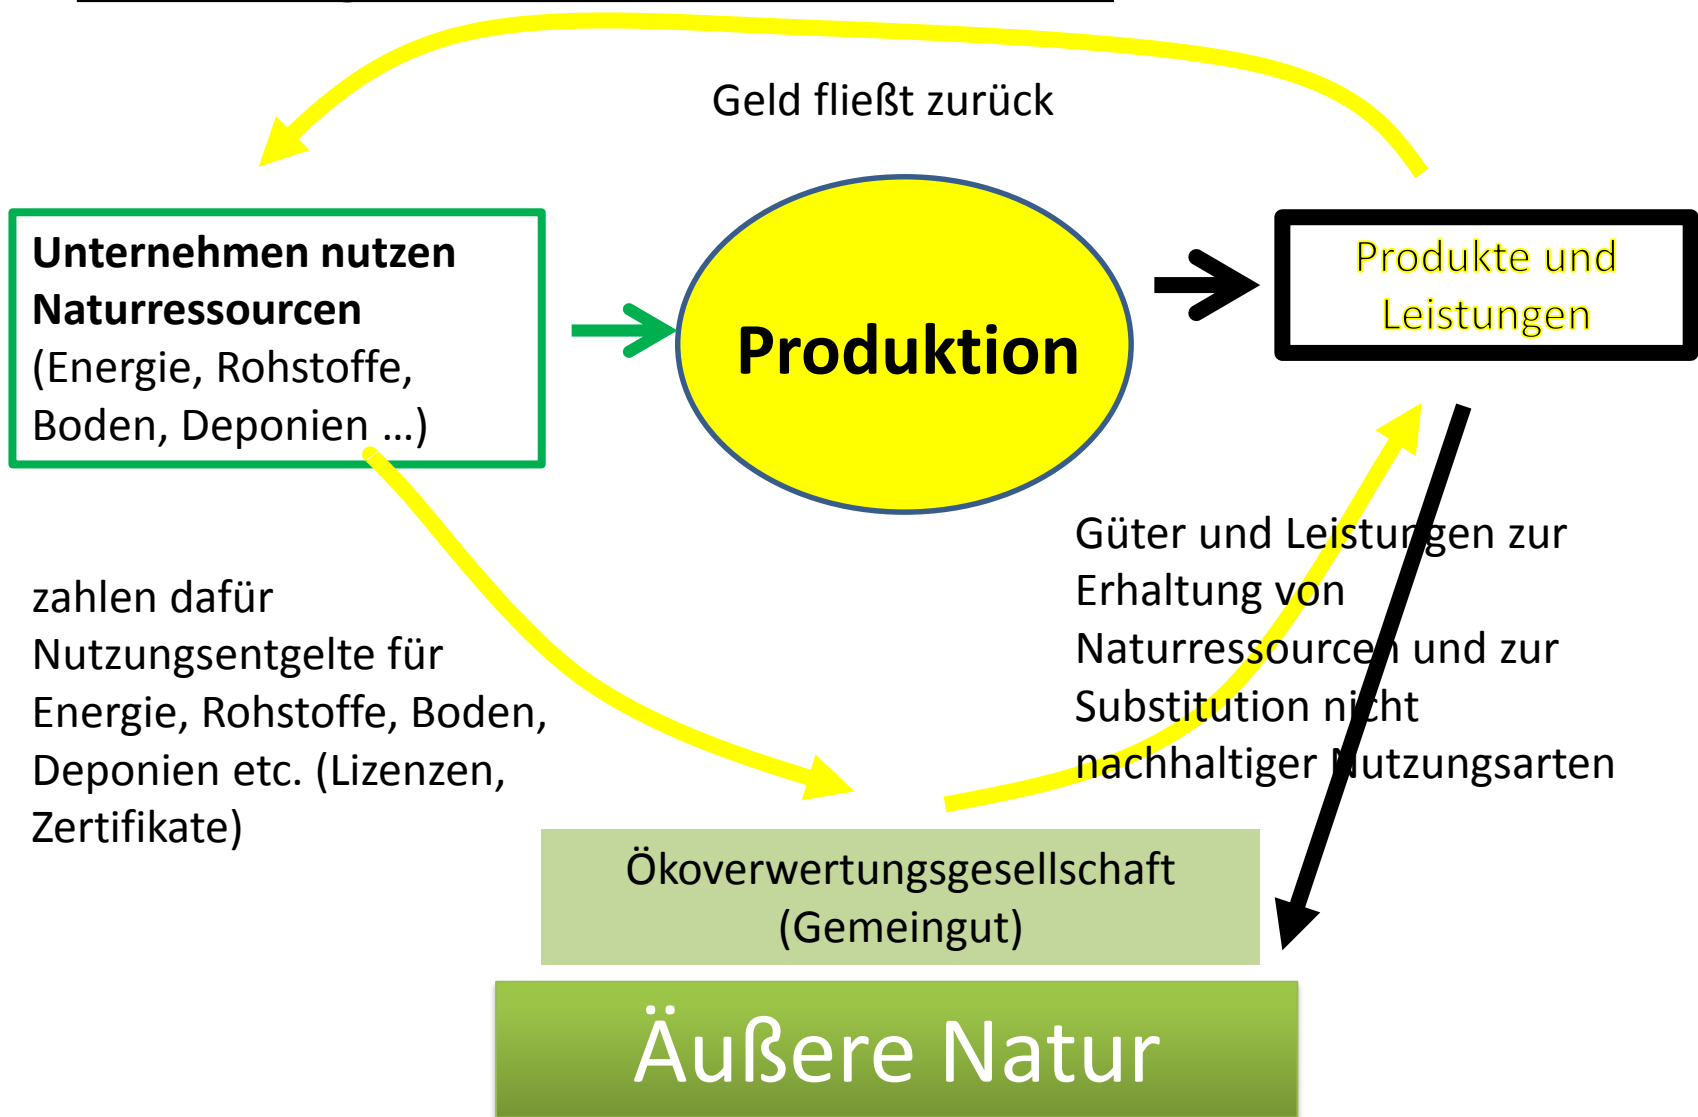 Geld fließt zurück
Unternehmen nutzen
Naturressourcen
(Energie, Rohstoffe,
Boden, Deponien ...)
Produktion
Produkte und
Leistungen
zahlen dafür
Nutzungsentgelte für
Energie, Rohstoffe, Boden,
Deponien etc. (Lizenzen,
Zertifikate)
Güter und Leistungen zur
Erhaltung von
Naturressourcen und zur
Substitution nicht
nachhaltiger Nutzungsarten
Ökoverwertungsgesellschaft
(Gemeingut)
Äußere Natur